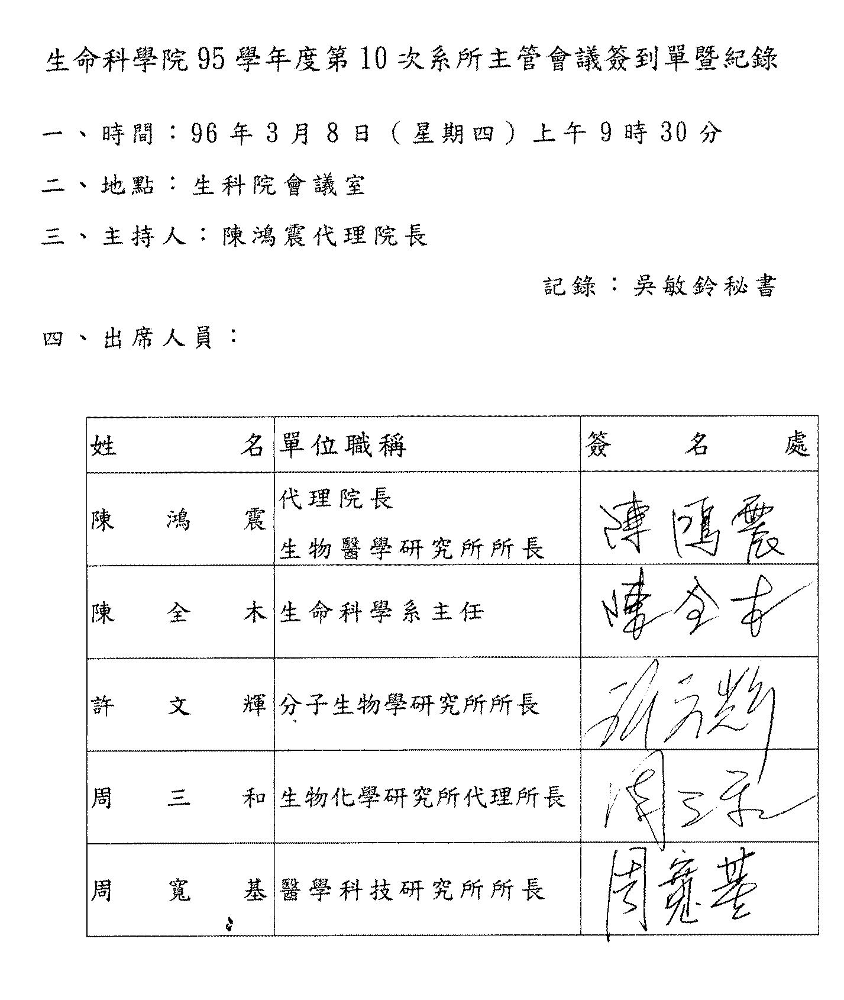 生命科學院95學年度第10次系所主管會議簽到單暨紀錄
一、時間：96年3月8日（星期四）上午9時30分
二、地點：生科院會議室
三、主持人：陳鴻震代理院長
記錄：吳敏鈴秘書
四、出席人員：
姓名 單位職稱 簽名處
陳鴻震 代理院長 生物醫學研究所所長 陳鴻震
陳全木 生命科學系主任 陳全木
許文輝 分子生物學研究所所長 許文輝
周三和 生物化學研究所代理所長 周三和
周寬基 醫學科技研究所所長 周寬基